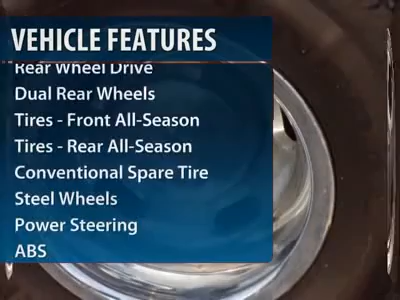 VEHICLE FEATURES
Rear Wheel Drive
Dual Rear Wheels
Tires - Front All-Season
Tires - Rear All-Season
Conventional Spare Tire
Steel Wheels
Power Steering
ABS